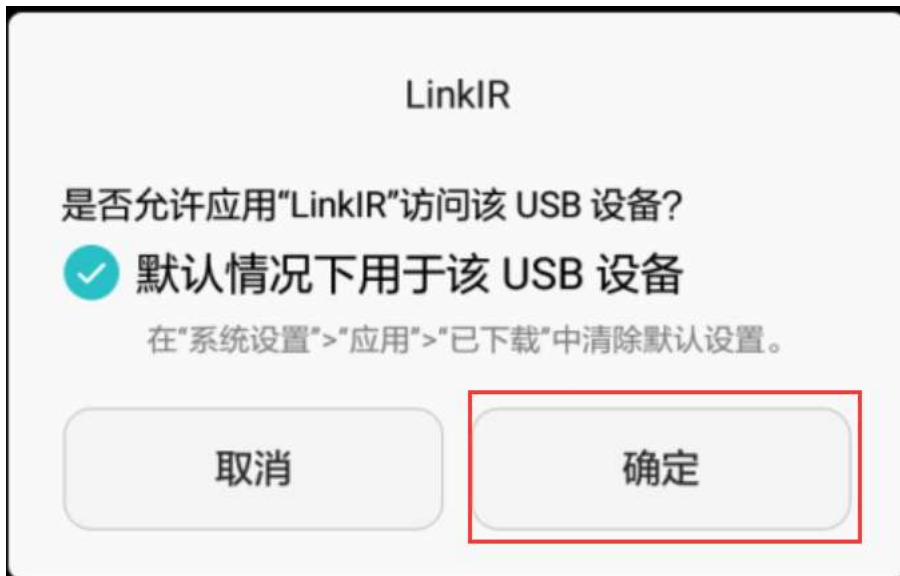 LinkIR
是否允许应用“LinkIR”访问该 USB 设备?
默认情况下用于该 USB 设备
在“系统设置”>“应用”>“已下载”中清除默认设置。
取消
确定